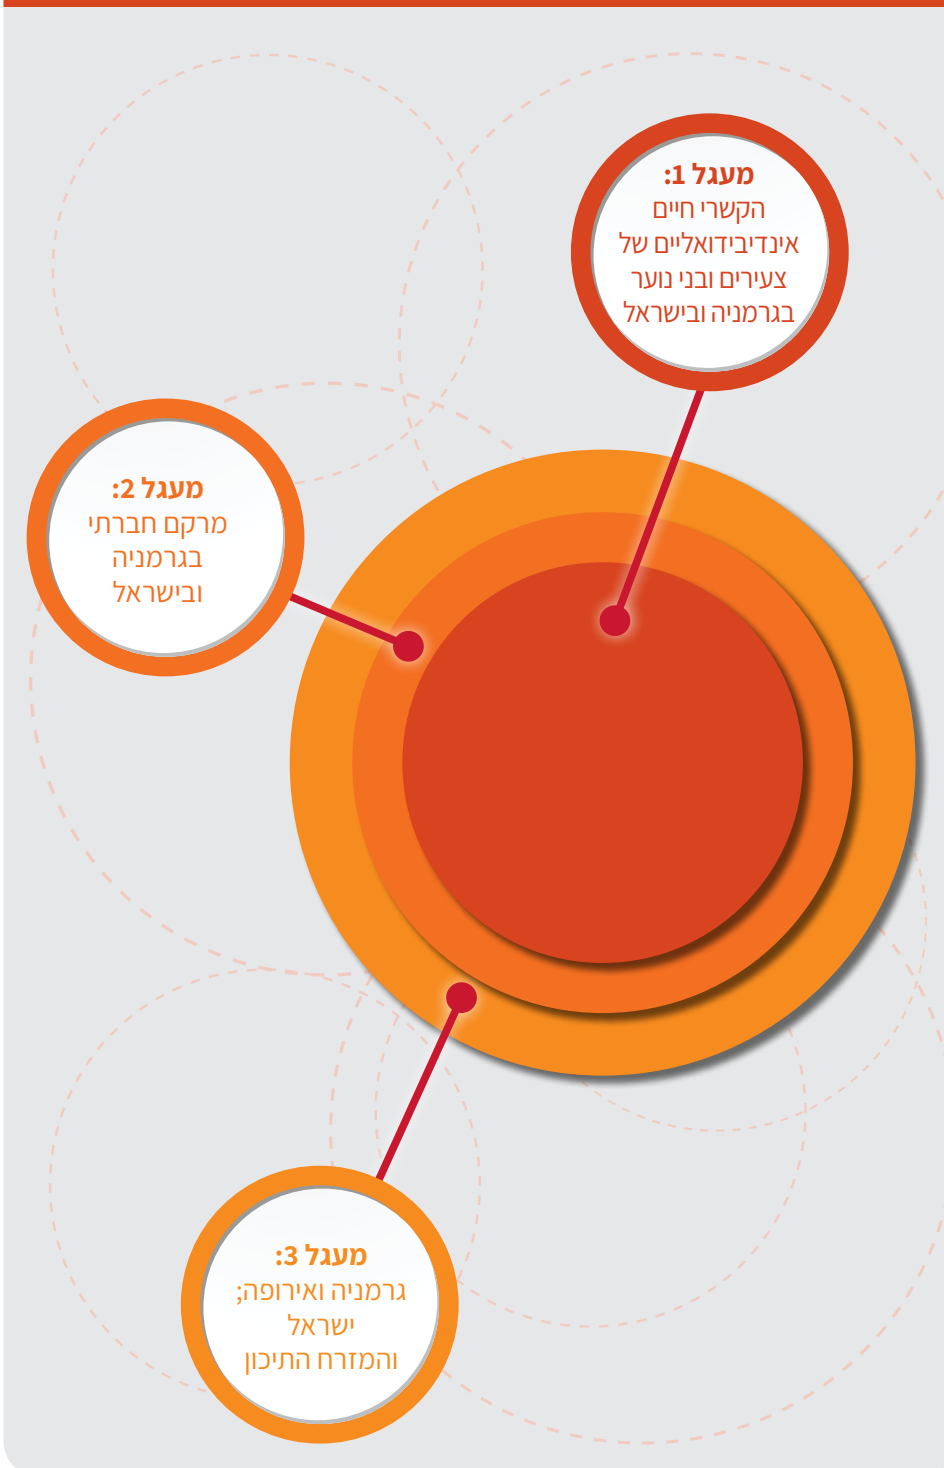 מעגל 1:
הקשרי חיים
אינדיבידואליים של
צעירים ובני נוער
בגרמניה ובישראל
מעגל 2:
מרקם חברתי
בגרמניה
ובישראל
מעגל 3:
גרמניה ואירופה;
ישראל
והמזרח התיכון